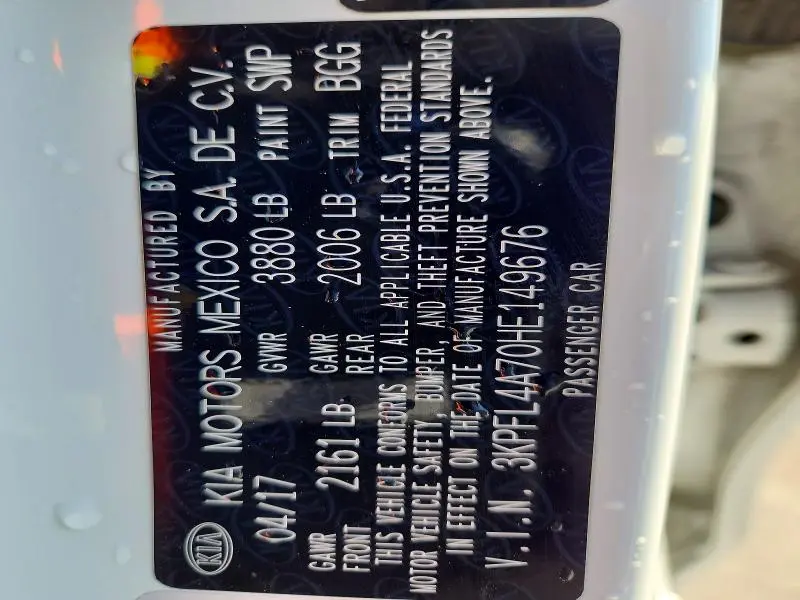 MANUFACTURED BY
KIA KIA MOTORS MEXICO S.A. DE C.V.
04/17 GVWR 3880 LB PAINT SWP
GAWR FRONT 2161 LB GAWR REAR 2006 LB TRIM BGG
THIS VEHICLE CONFORMS TO ALL APPLICABLE U.S.A. FEDERAL
MOTOR VEHICLE SAFETY, BUMPER, AND THEFT PREVENTION STANDARDS
IN EFFECT ON THE DATE OF MANUFACTURE SHOWN ABOVE.
V.I.N. 3KPFL4A70HE149676
PASSENGER CAR